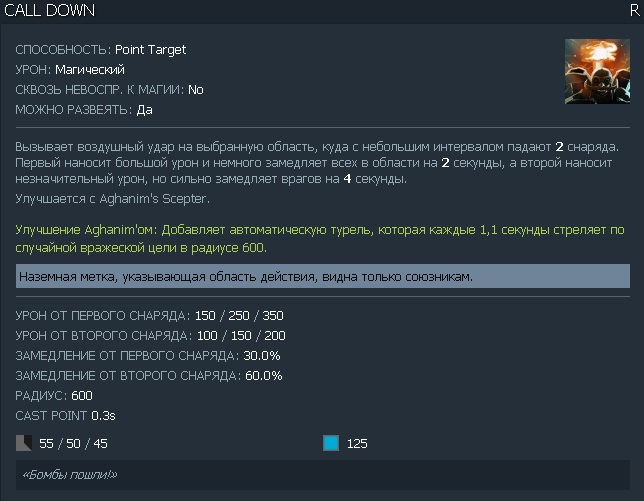 CALL DOWN R
СПОСОБНОСТЬ: Point Target
УРОН: Магический
СКВОЗЬ НЕВОСПР. К МАГИИ: No
МОЖНО РАЗВЕЯТЬ: Да
Вызывает воздушный удар на выбранную область, куда с небольшим интервалом падают 2 снаряда.
Первый наносит большой урон и немного замедляет всех в области на 2 секунды, а второй наносит
незначительный урон, но сильно замедляет врагов на 4 секунды.
Улучшается с Aghanim's Scepter.
Улучшение Aghanim'ом: Добавляет автоматическую турель, которая каждые 1,1 секунды стреляет по
случайной вражеской цели в радиусе 600.
Наземная метка, указывающая область действия, видна только союзникам.
УРОН ОТ ПЕРВОГО СНАРЯДА: 150 / 250 / 350
УРОН ОТ ВТОРОГО СНАРЯДА: 100 / 150 / 200
ЗАМЕДЛЕНИЕ ОТ ПЕРВОГО СНАРЯДА: 30.0%
ЗАМЕДЛЕНИЕ ОТ ВТОРОГО СНАРЯДА: 60.0%
РАДИУС: 600
CAST POINT 0.3s
55 / 50 / 45 125
«Бомбы пошли!»